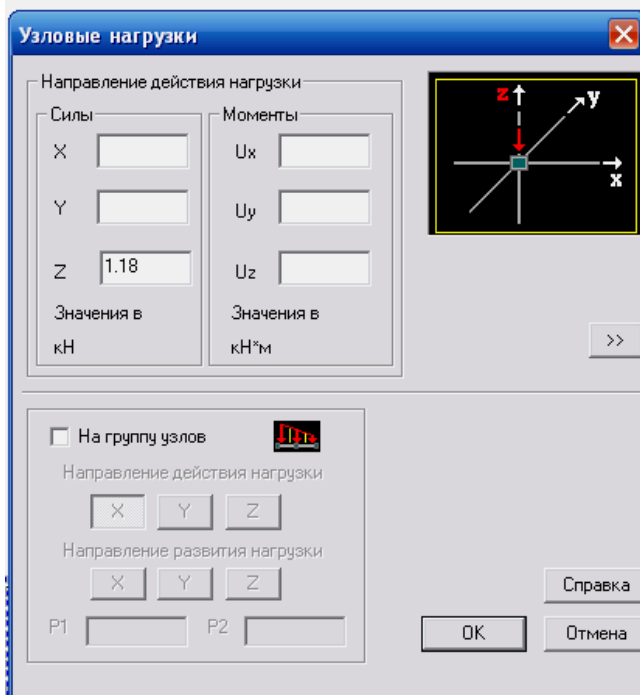 Узловые нагрузки
Направление действия нагрузки
Силы
Моменты
X
Ux
Y
Uy
Z 1.18
Uz
Значения в
кН
Значения в
кН*м
z
y
x
>>
На группу узлов
Направление действия нагрузки
X Y Z
Направление развития нагрузки
X Y Z
P1 P2
Справка
OK
Отмена